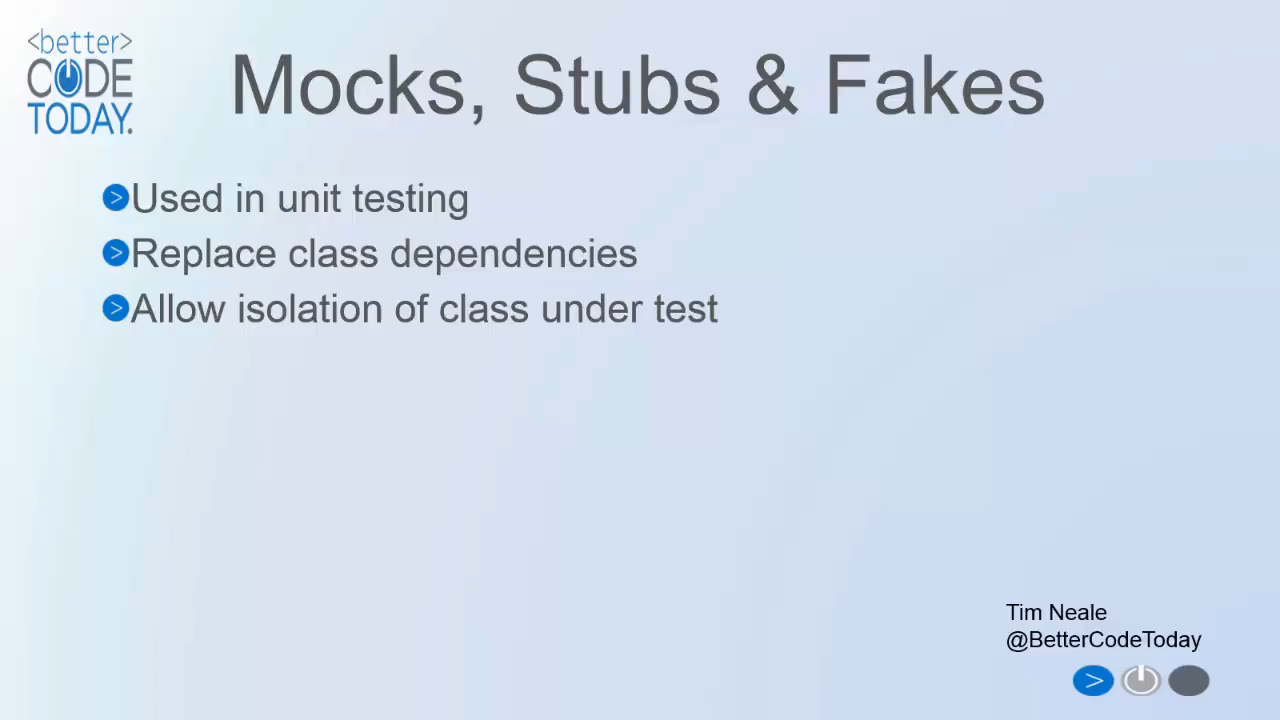 <better>
CODE
TODAY.
Mocks, Stubs & Fakes
Used in unit testing
Replace class dependencies
Allow isolation of class under test
Tim Neale
@BetterCodeToday